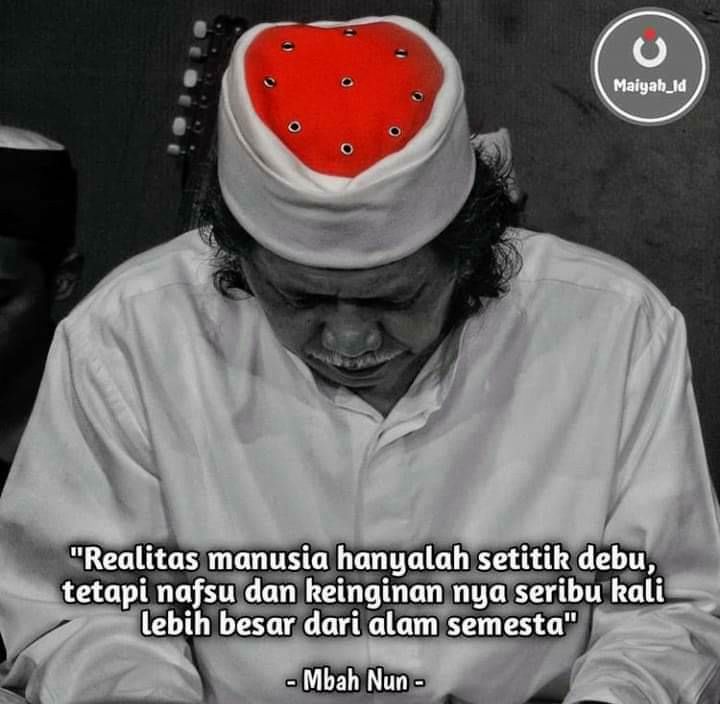 Maiyah_Id
"Realitas manusia hanyalah setitik debu,
tetapi nafsu dan keinginan nya seribu kali
lebih besar dari alam semesta"
- Mbah Nun -